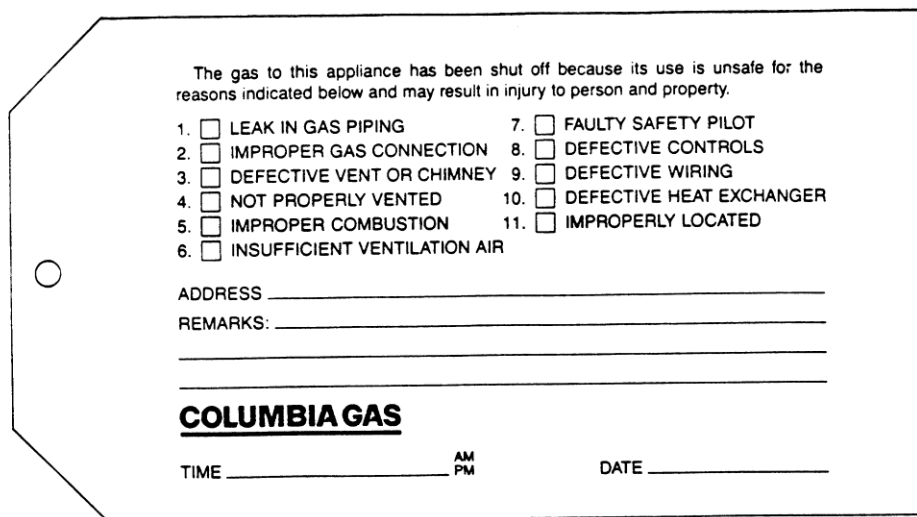 The gas to this appliance has been shut off because its use is unsafe for the
reasons indicated below and may result in injury to person and property.
1. LEAK IN GAS PIPING
2. IMPROPER GAS CONNECTION
3. DEFECTIVE VENT OR CHIMNEY
4. NOT PROPERLY VENTED
5. IMPROPER COMBUSTION
6. INSUFFICIENT VENTILATION AIR
7. FAULTY SAFETY PILOT
8. DEFECTIVE CONTROLS
9. DEFECTIVE WIRING
10. DEFECTIVE HEAT EXCHANGER
11. IMPROPERLY LOCATED
ADDRESS
REMARKS:
COLUMBIA GAS
TIME AM PM DATE